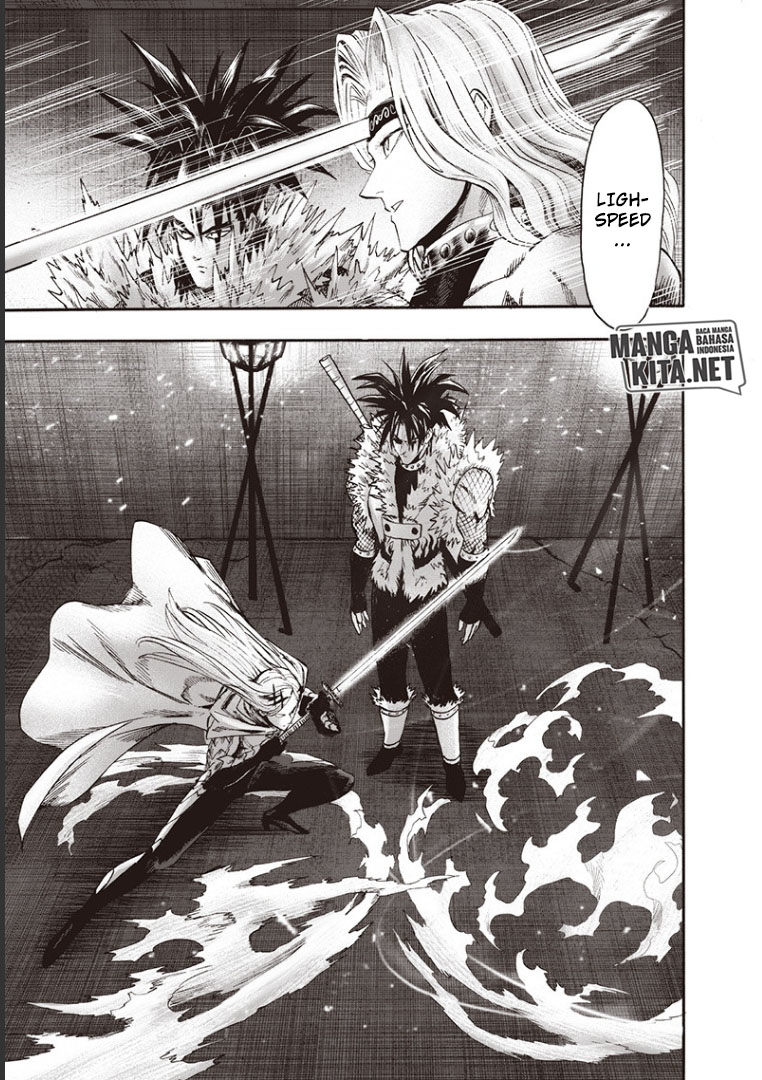 LIGH-
SPEED
...
MANGA
KITA.NET
BACA MANGA
BAHASA
INDONESIA